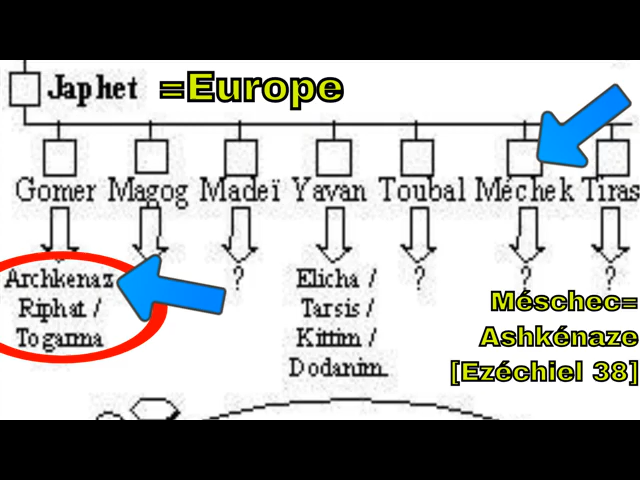 Japhet =Europe
Gomer Magog Madeï Yavan Toubal Méchek Tiras
Archkenaz ? Elicha / ? ? ?
Riphat / Tarsis /
Togarma Kittim /
Dodanim.
Méschec=
Ashkénaze
[Ezéchiel 38]